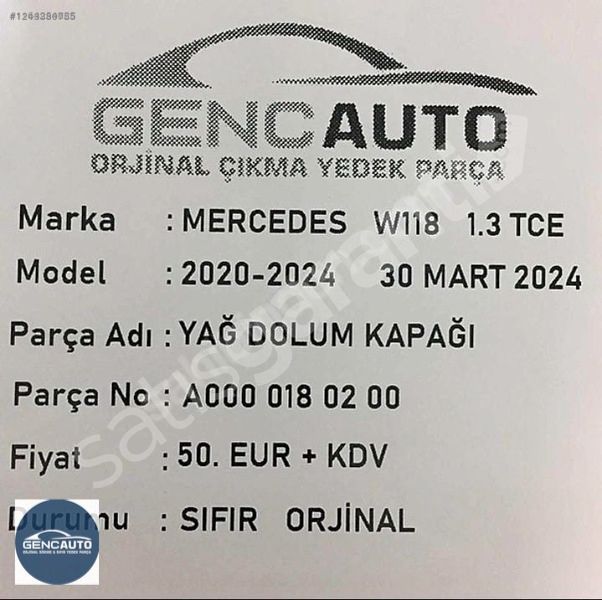 GENCAUTO
ORJİNAL ÇIKMA YEDEK PARÇA
Marka : MERCEDES W118 1.3 TCE
Model : 2020-2024 30 MART 2024
Parça Adı : YAĞ DOLUM KAPAĞI
Parça No : A000 018 02 00
Fiyat : 50. EUR + KDV
Durumu : SIFIR ORJİNAL
GENCAUTO
satisgaranti